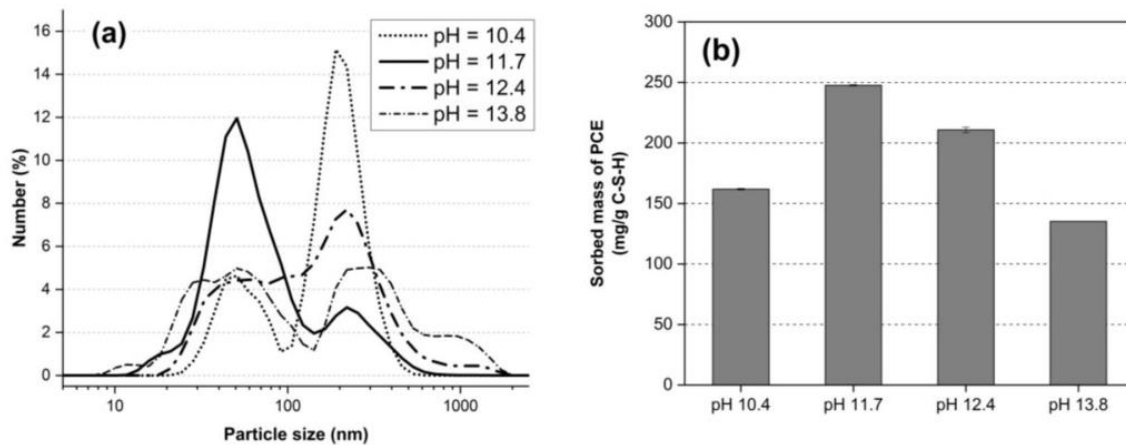 (a)
pH = 10.4
pH = 11.7
pH = 12.4
pH = 13.8
Number (%)
16
14
12
10
8
6
4
2
0
10
100
1000
Particle size (nm)
(b)
Sorbed mass of PCE
(mg/g C-S-H)
300
250
200
150
100
50
0
pH 10.4
pH 11.7
pH 12.4
pH 13.8